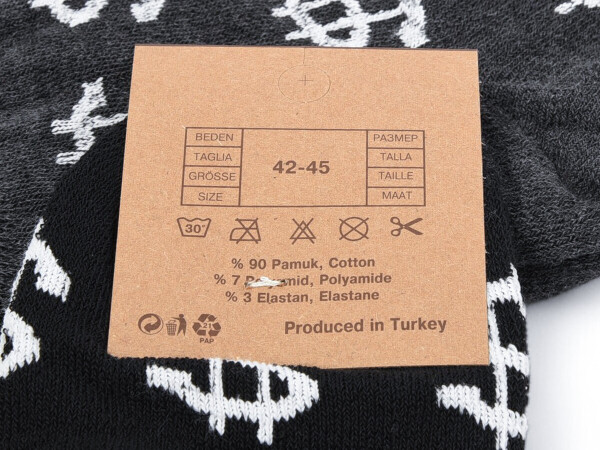 BEDEN
TAGLIA
GRÖSSE
SIZE
42-45
РАЗМЕР
TALLA
TAILLE
MAAT
30°
% 90 Pamuk, Cotton
% 7 Polyamide
% 3 Elastan, Elastane
21
PAP
Produced in Turkey